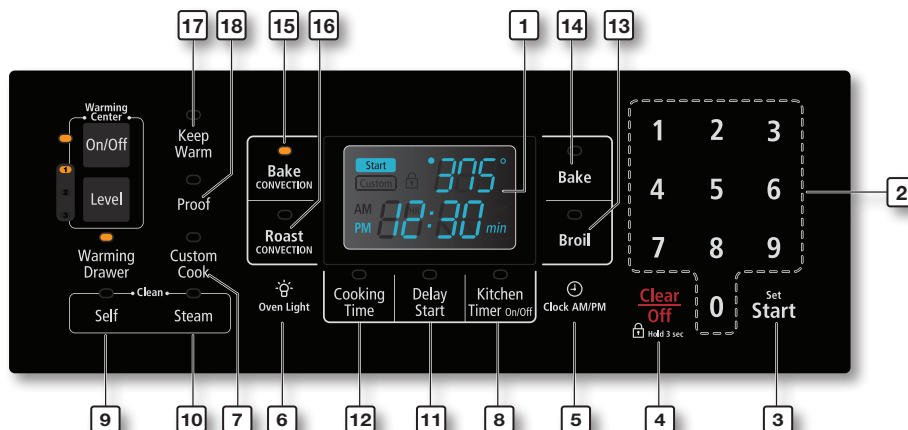 17
18
15
16
1
14
13
Warming
Center
On/Off
1
2
3
Level
Warming
Drawer
Keep
Warm
Proof
Custom
Cook
Clean
Self
Steam
Bake
CONVECTION
Roast
CONVECTION
Oven Light
Start
Custom
375°
AM
PM
12:30 min
Cooking
Time
Delay
Start
Kitchen
Timer On/Off
Bake
Broil
Clock AM/PM
1 2 3
4 5 6
7 8 9
0
Clear
Off
Hold 3 sec
Set
Start
2
9
10
7
6
12
11
8
5
4
3